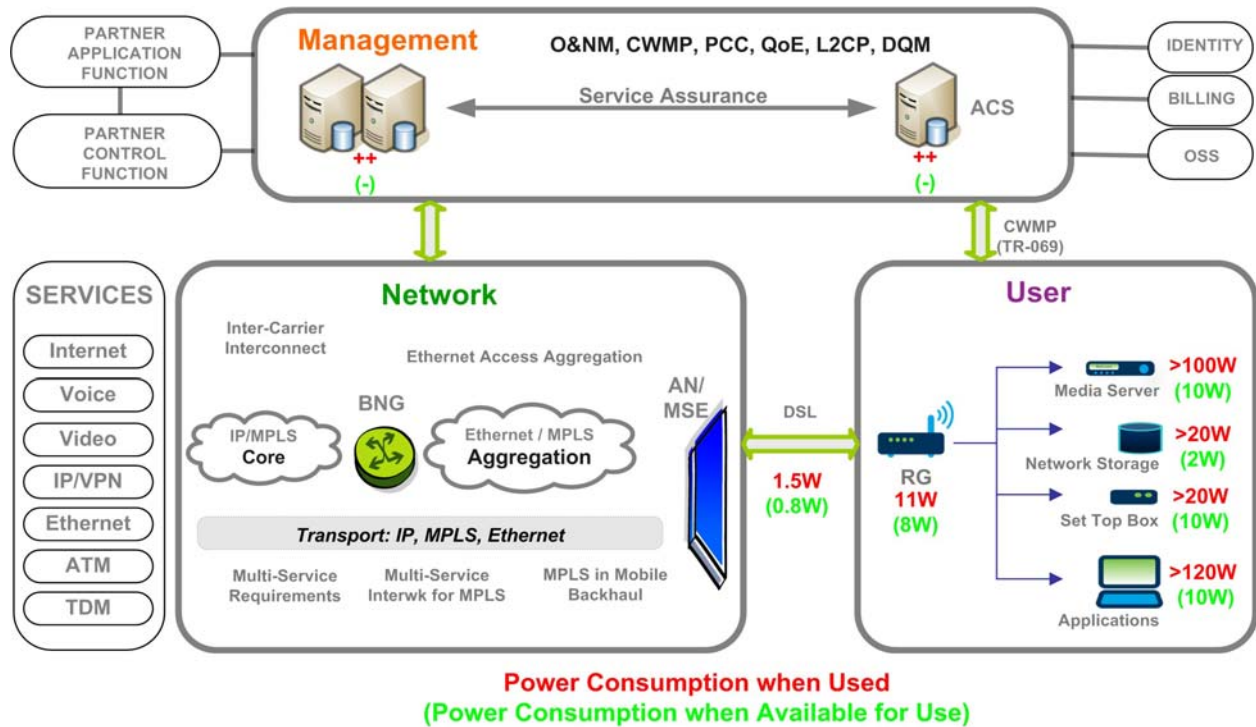 PARTNER
APPLICATION
FUNCTION
PARTNER
CONTROL
FUNCTION
Management
O&NM, CWMP, PCC, QoE, L2CP, DQM
Service Assurance
ACS
++
(-)
++
(-)
IDENTITY
BILLING
OSS
CWMP
(TR-069)
SERVICES
Internet
Voice
Video
IP/VPN
Ethernet
ATM
TDM
Network
Inter-Carrier
Interconnect
Ethernet Access Aggregation
IP/MPLS
Core
BNG
Ethernet / MPLS
Aggregation
AN/
MSE
Transport: IP, MPLS, Ethernet
Multi-Service
Requirements
Multi-Service
Interwk for MPLS
MPLS in Mobile
Backhaul
DSL
1.5W
(0.8W)
User
RG
11W
(8W)
Media Server
>100W
(10W)
Network Storage
>20W
(2W)
Set Top Box
>20W
(10W)
Applications
>120W
(10W)
Power Consumption when Used
(Power Consumption when Available for Use)